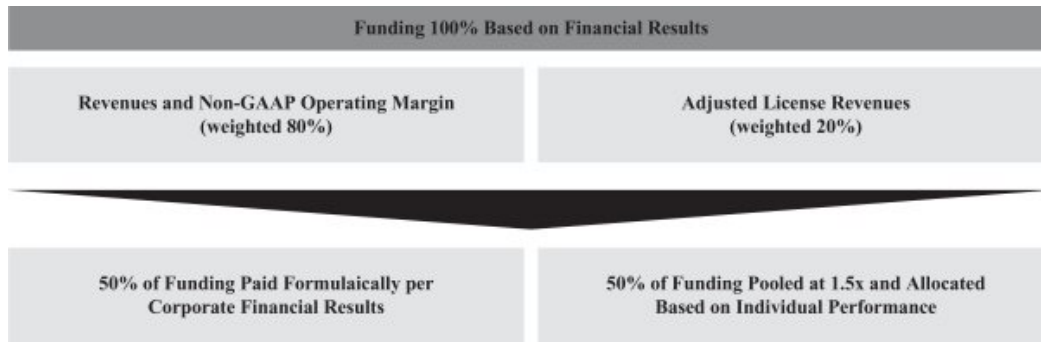 Funding 100% Based on Financial Results
Revenues and Non-GAAP Operating Margin
(weighted 80%)
Adjusted License Revenues
(weighted 20%)
50% of Funding Paid Formulaically per
Corporate Financial Results
50% of Funding Pooled at 1.5x and Allocated
Based on Individual Performance